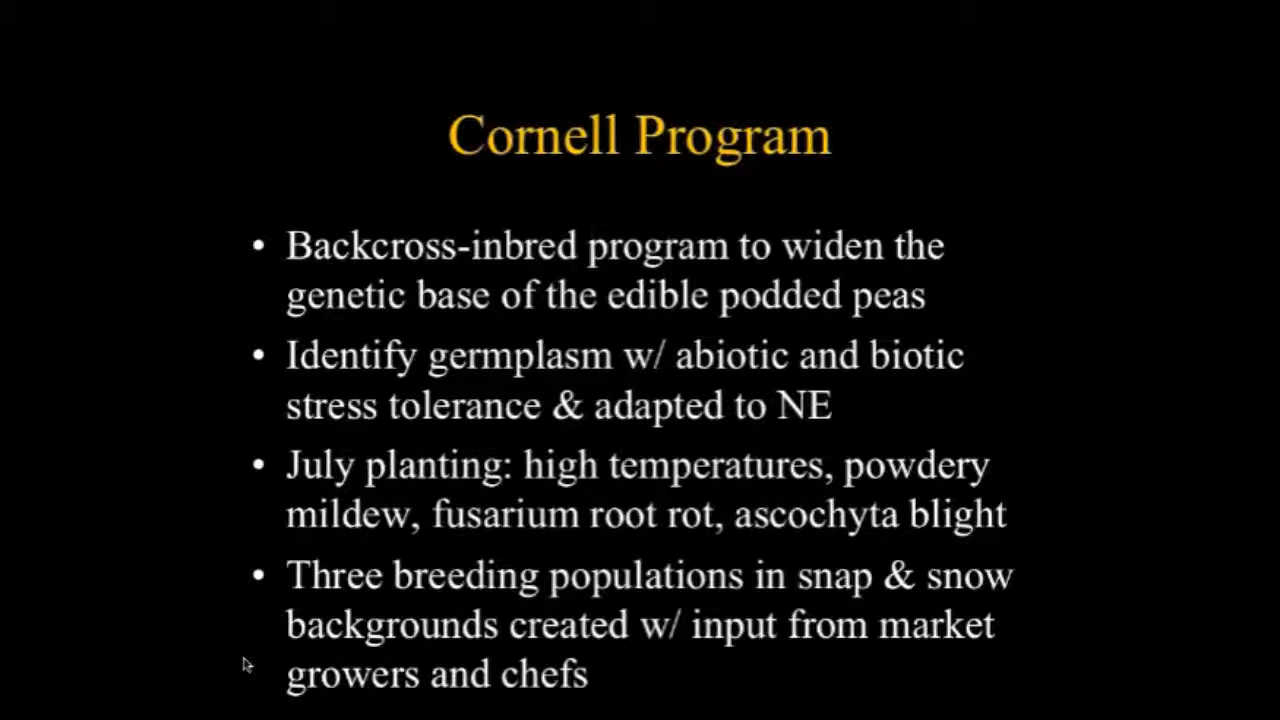 Cornell Program
• Backcross-inbred program to widen the
genetic base of the edible podded peas
• Identify germplasm w/ abiotic and biotic
stress tolerance & adapted to NE
• July planting: high temperatures, powdery
mildew, fusarium root rot, ascochyta blight
• Three breeding populations in snap & snow
backgrounds created w/ input from market
growers and chefs